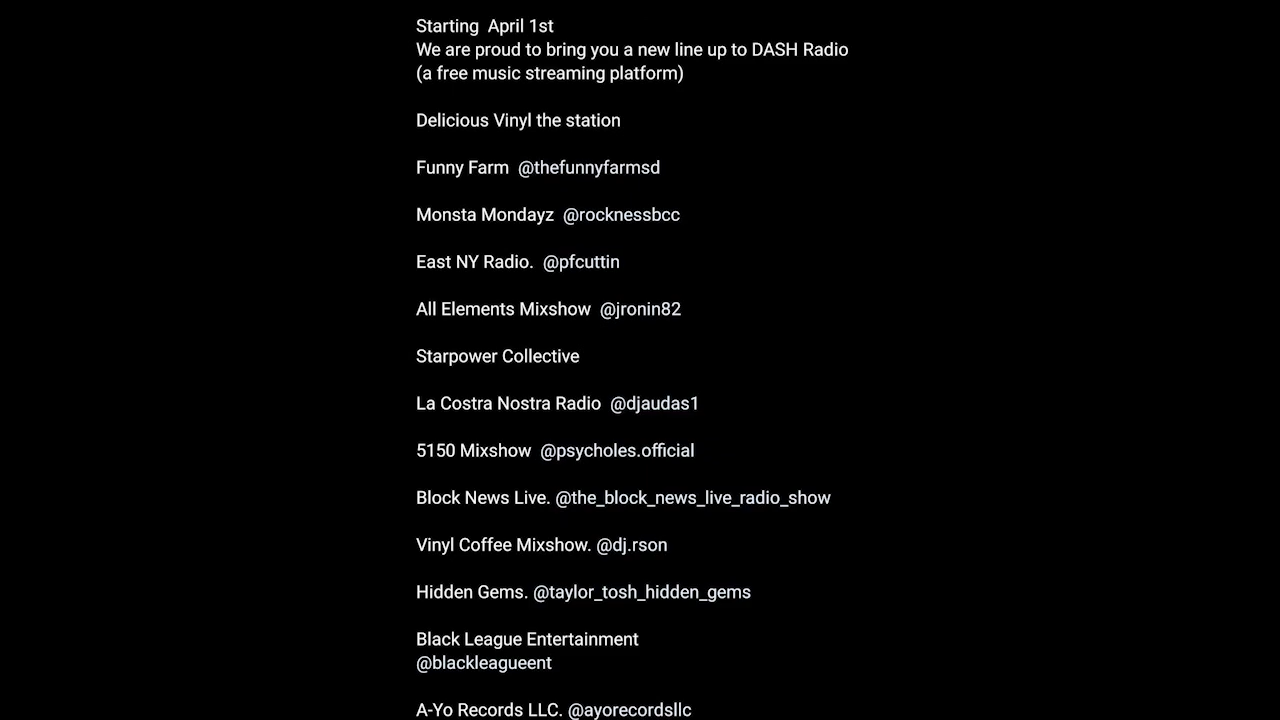 Starting  April 1st
We are proud to bring you a new line up to DASH Radio
(a free music streaming platform)
Delicious Vinyl the station
Funny Farm  @thefunnyfarmsd
Monsta Mondayz  @rocknessbcc
East NY Radio.  @pfcuttin
All Elements Mixshow  @jronin82
Starpower Collective
La Costra Nostra Radio  @djaudas1
5150 Mixshow  @psycholes.official
Block News Live. @the_block_news_live_radio_show
Vinyl Coffee Mixshow. @dj.rson
Hidden Gems. @taylor_tosh_hidden_gems
Black League Entertainment
@blackleagueent
A-Yo Records LLC. @ayorecordsllc